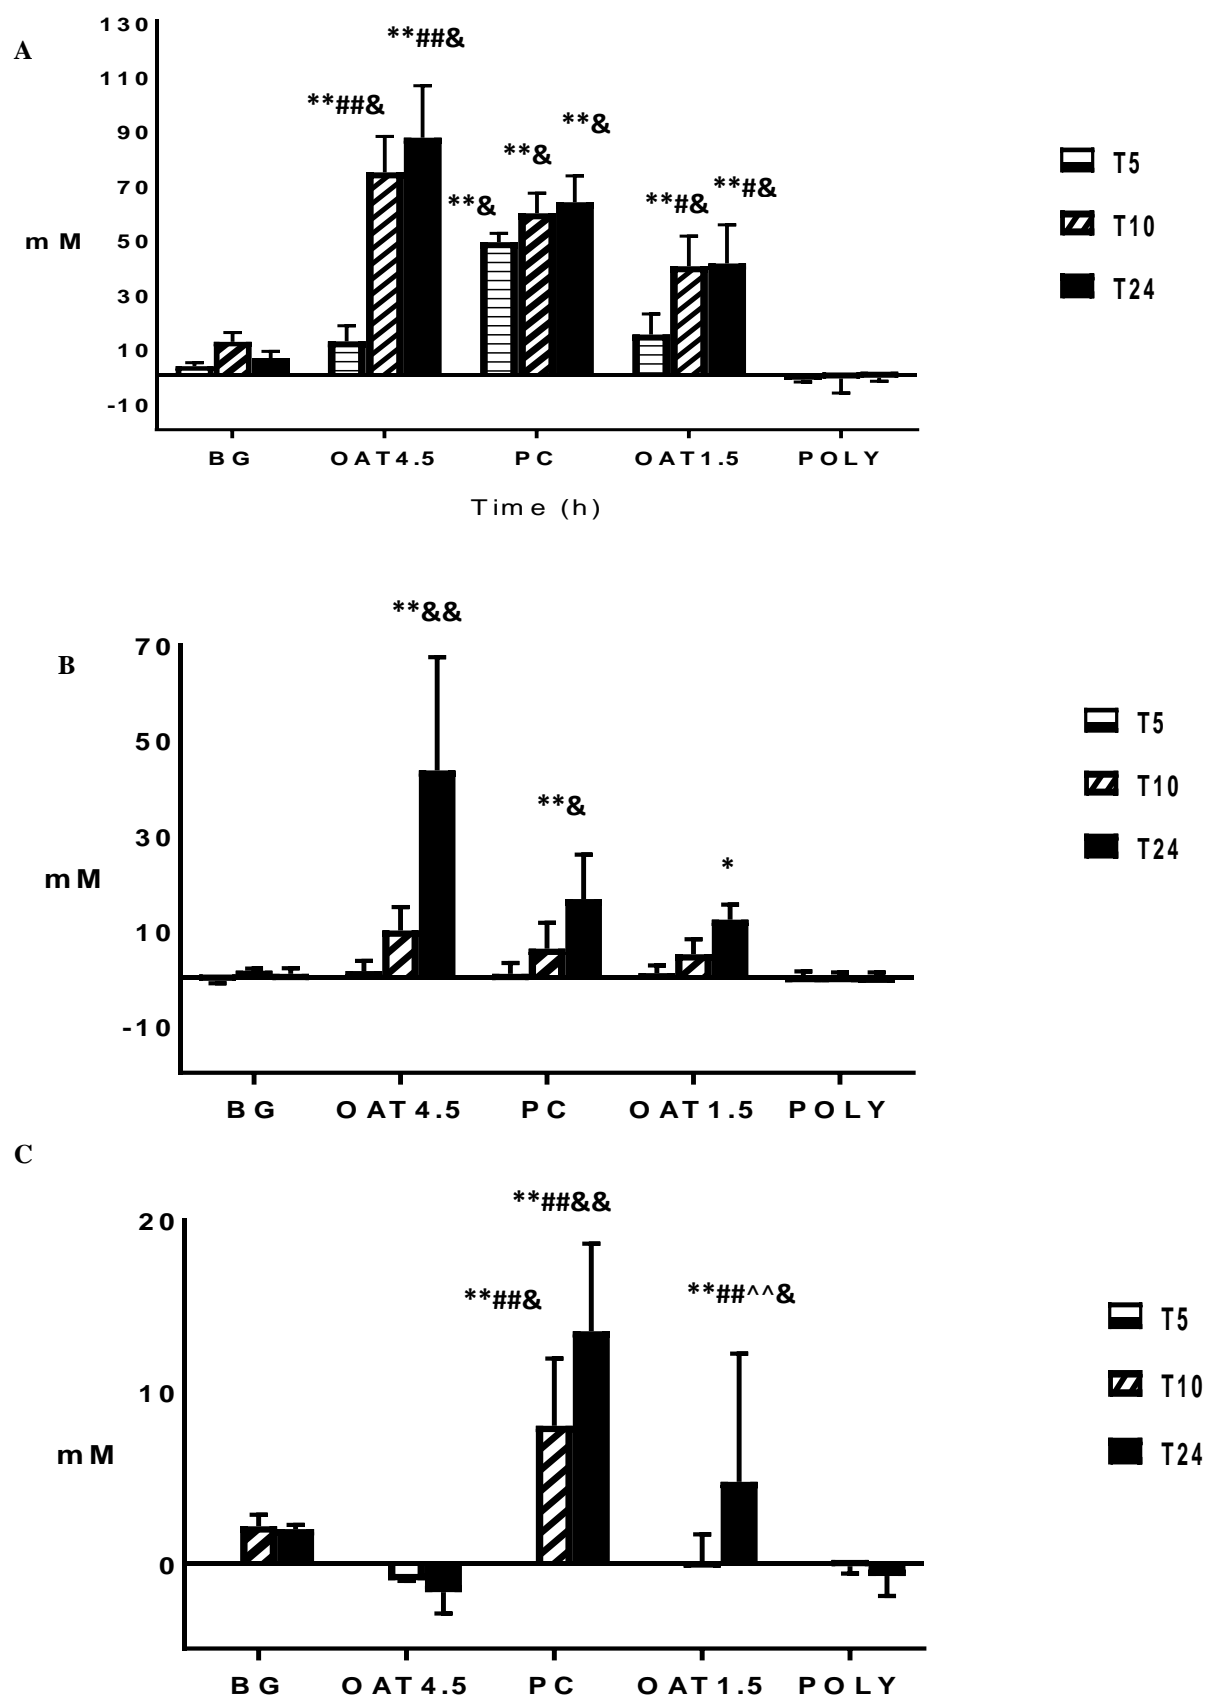 A
130
110
90
70
50
30
10
-10
mM
**##&
**##&
**&
**&
**&
**#&
**#&
T5
T10
T24
BG OAT4.5 PC OAT1.5 POLY
Time (h)
B
70
50
30
10
-10
mM
**&&
**&
*
T5
T10
T24
BG OAT4.5 PC OAT1.5 POLY
C
20
10
0
mM
**##&&
**##&
**##^^&
T5
T10
T24
BG OAT4.5 PC OAT1.5 POLY